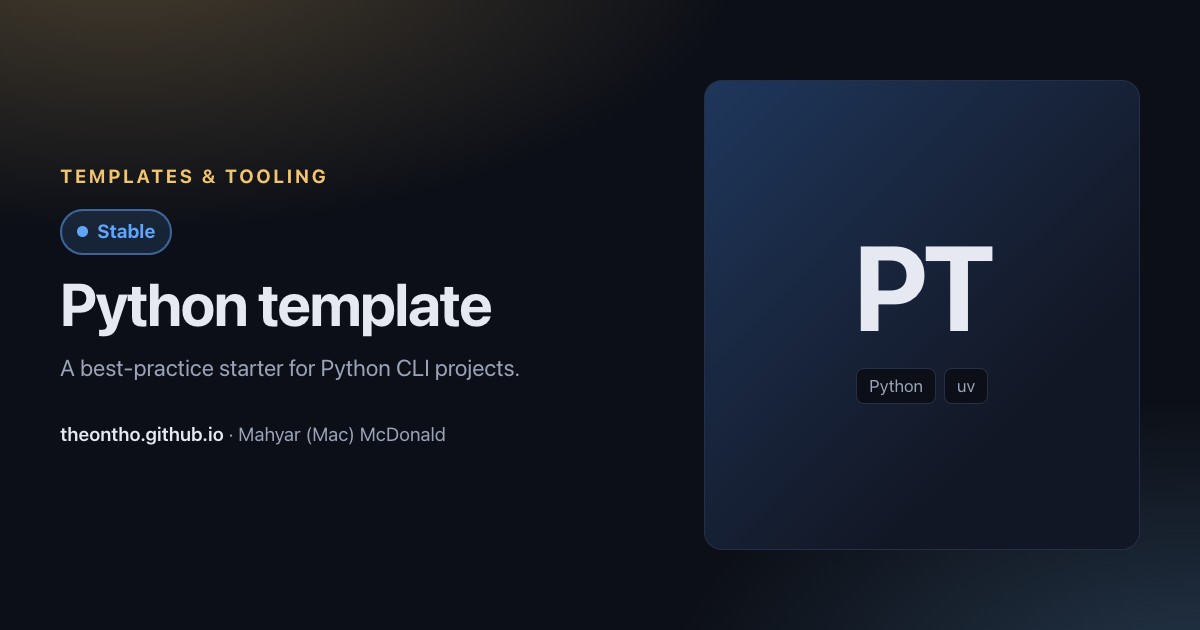 TEMPLATES & TOOLING
Stable
Python template
A best-practice starter for Python CLI projects.
theontho.github.io · Mahyar (Mac) McDonald
PT
Python uv